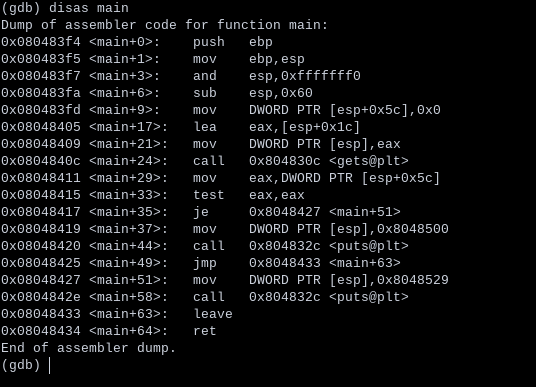 (gdb) disas main
Dump of assembler code for function main:
0x080483f4 <main+0>:    push   ebp
0x080483f5 <main+1>:    mov    ebp,esp
0x080483f7 <main+3>:    and    esp,0xfffffff0
0x080483fa <main+6>:    sub    esp,0x60
0x080483fd <main+9>:    mov    DWORD PTR [esp+0x5c],0x0
0x08048405 <main+17>:   lea    eax,[esp+0x1c]
0x08048409 <main+21>:   mov    DWORD PTR [esp],eax
0x0804840c <main+24>:   call   0x804830c <gets@plt>
0x08048411 <main+29>:   mov    eax,DWORD PTR [esp+0x5c]
0x08048415 <main+33>:   test   eax,eax
0x08048417 <main+35>:   je     0x8048427 <main+51>
0x08048419 <main+37>:   mov    DWORD PTR [esp],0x8048500
0x08048420 <main+44>:   call   0x804832c <puts@plt>
0x08048425 <main+49>:   jmp    0x8048433 <main+63>
0x08048427 <main+51>:   mov    DWORD PTR [esp],0x8048529
0x0804842e <main+58>:   call   0x804832c <puts@plt>
0x08048433 <main+63>:   leave
0x08048434 <main+64>:   ret
End of assembler dump.
(gdb)